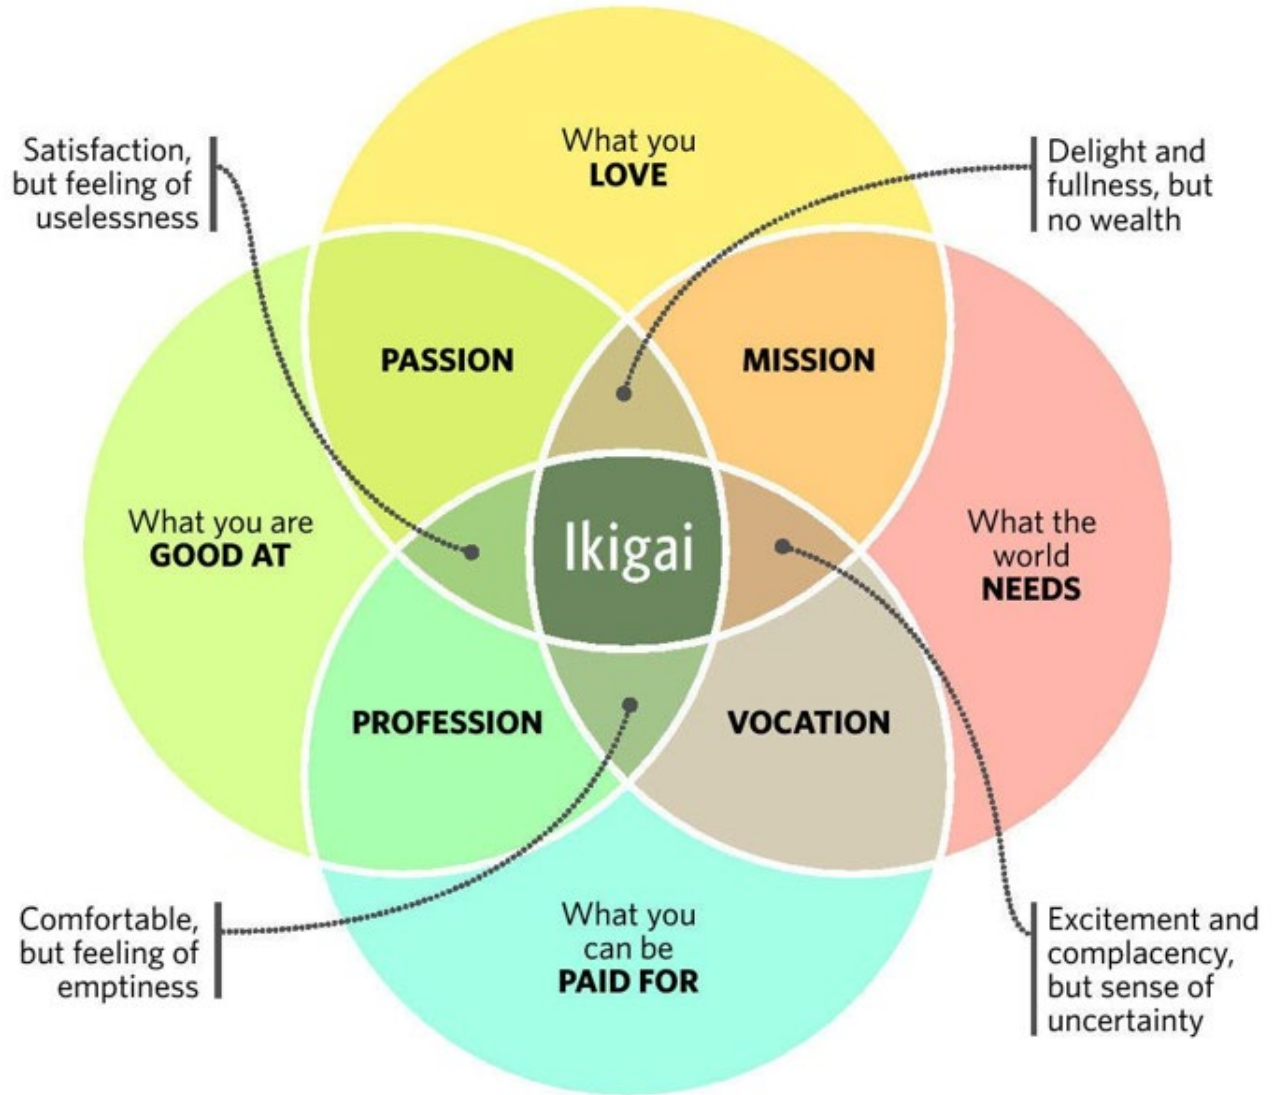 What you
LOVE
Satisfaction,
but feeling of
uselessness
Delight and
fullness, but
no wealth
PASSION
MISSION
What you are
GOOD AT
Ikigai
What the
world
NEEDS
PROFESSION
VOCATION
Comfortable,
but feeling of
emptiness
What you
can be
PAID FOR
Excitement and
complacency,
but sense of
uncertainty